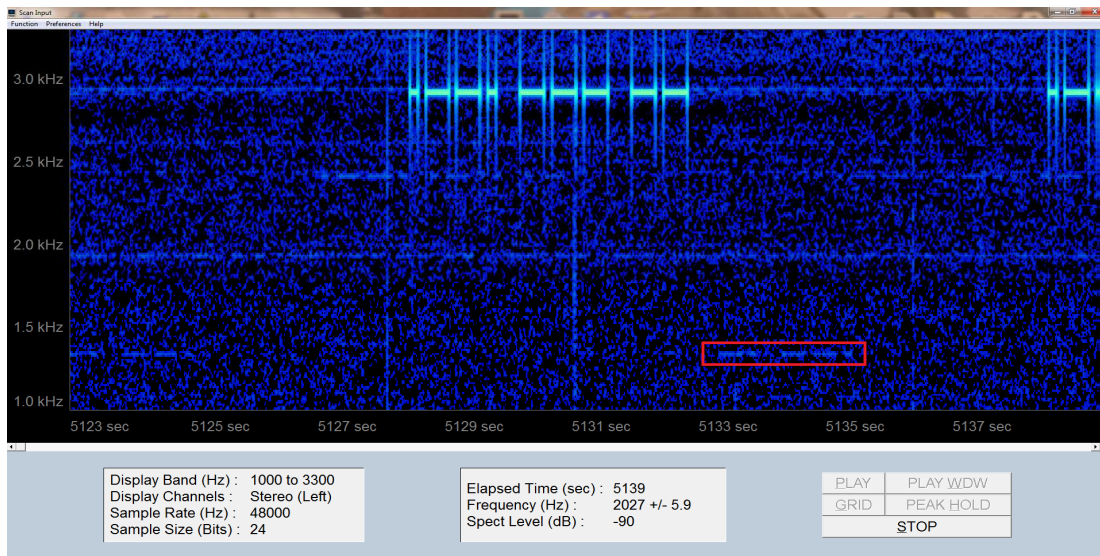 Scan Input
Function Preferences Help
3.0 kHz
2.5 kHz
2.0 kHz
1.5 kHz
1.0 kHz
5123 sec 5125 sec 5127 sec 5129 sec 5131 sec 5133 sec 5135 sec 5137 sec
Display Band (Hz) : 1000 to 3300
Display Channels : Stereo (Left)
Sample Rate (Hz) : 48000
Sample Size (Bits) : 24
Elapsed Time (sec) : 5139
Frequency (Hz) : 2027 +/- 5.9
Spect Level (dB) : -90
PLAY PLAY WDW
GRID PEAK HOLD
STOP